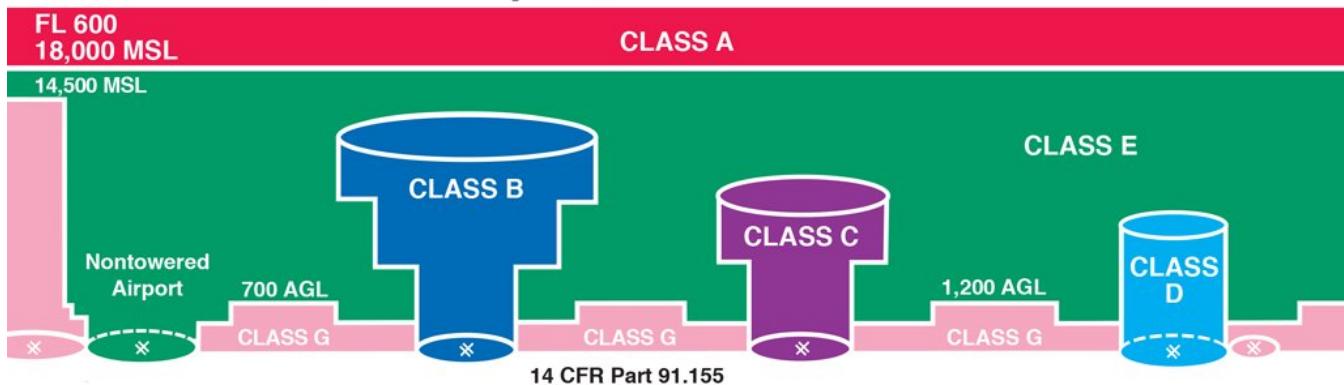 FL 600
18,000 MSL
CLASS A
14,500 MSL
CLASS E
CLASS B
CLASS C
Nontowered
Airport
700 AGL
1,200 AGL
CLASS
D
CLASS G
CLASS G
CLASS G
14 CFR Part 91.155